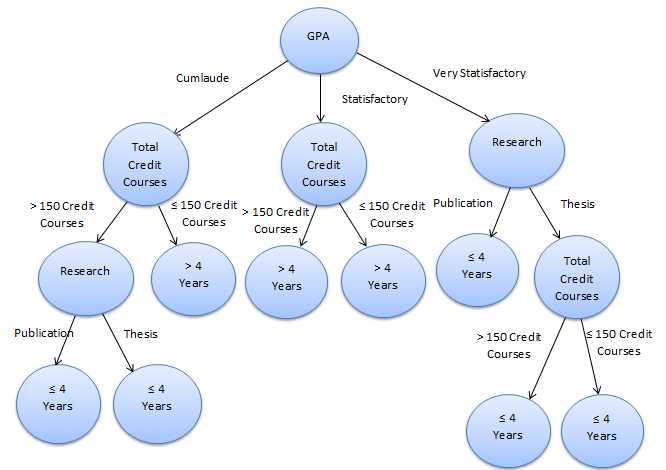 GPA
Cumlaude
Statisfactory
Very Statisfactory
Total
Credit
Courses
Total
Credit
Courses
Research
> 150 Credit
Courses
≤ 150 Credit
Courses
> 150 Credit
Courses
≤ 150 Credit
Courses
Publication
Thesis
Research
> 4
Years
> 4
Years
> 4
Years
≤ 4
Years
Total
Credit
Courses
Publication
Thesis
> 150 Credit
Courses
≤ 150 Credit
Courses
≤ 4
Years
≤ 4
Years
≤ 4
Years
≤ 4
Years